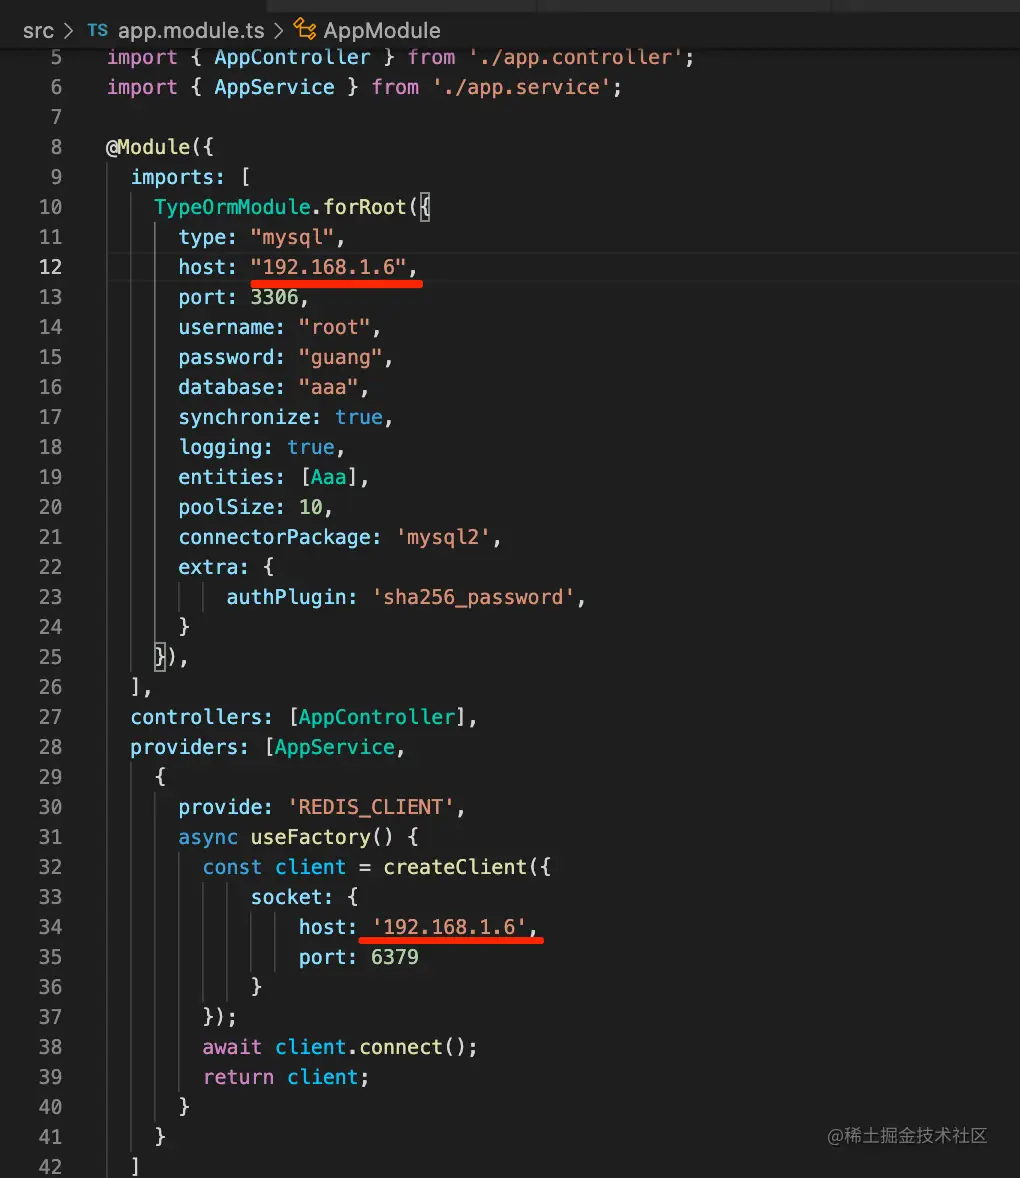 src > TS app.module.ts > AppModule
5 import { AppController } from './app.controller';
6 import { AppService } from './app.service';
7
8 @Module({
9 imports: [
10 TypeOrmModule.forRoot({
11 type: "mysql",
12 host: "192.168.1.6",
13 port: 3306,
14 username: "root",
15 password: "guang",
16 database: "aaa",
17 synchronize: true,
18 logging: true,
19 entities: [Aaa],
20 poolSize: 10,
21 connectorPackage: 'mysql2',
22 extra: {
23 authPlugin: 'sha256_password',
24 }
25 }),
26 ],
27 controllers: [AppController],
28 providers: [AppService,
29 {
30 provide: 'REDIS_CLIENT',
31 async useFactory() {
32 const client = createClient({
33 socket: {
34 host: '192.168.1.6',
35 port: 6379
36 }
37 });
38 await client.connect();
39 return client;
40 }
41 }
42 ]
@稀土掘金技术社区